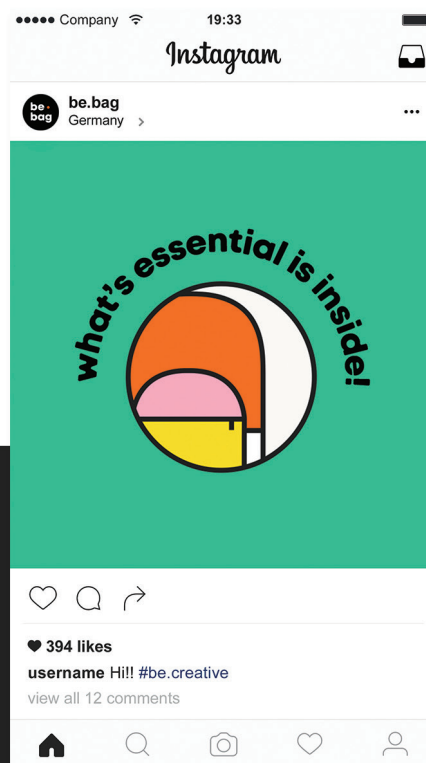 Company
19:33
Instagram
be.
bag
be.bag
Germany
what's essential is inside!
394 likes
username Hi!! #be.creative
view all 12 comments